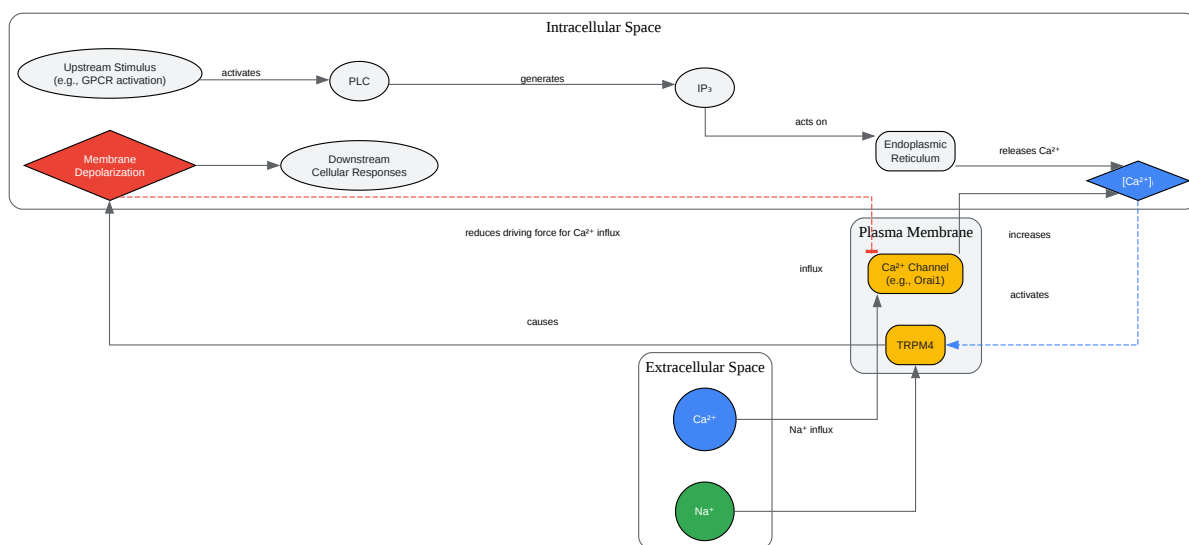 Intracellular Space
Upstream Stimulus
(e.g., GPCR activation)
activates
PLC
generates
IP₃
acts on
Endoplasmic
Reticulum
releases Ca²⁺
[Ca²⁺]ᵢ
Membrane
Depolarization
Downstream
Cellular Responses
reduces driving force for Ca²⁺ influx
Plasma Membrane
increases
influx
Ca²⁺ Channel
(e.g., Orai1)
activates
causes
TRPM4
Extracellular Space
Ca²⁺
Na⁺ influx
Na⁺